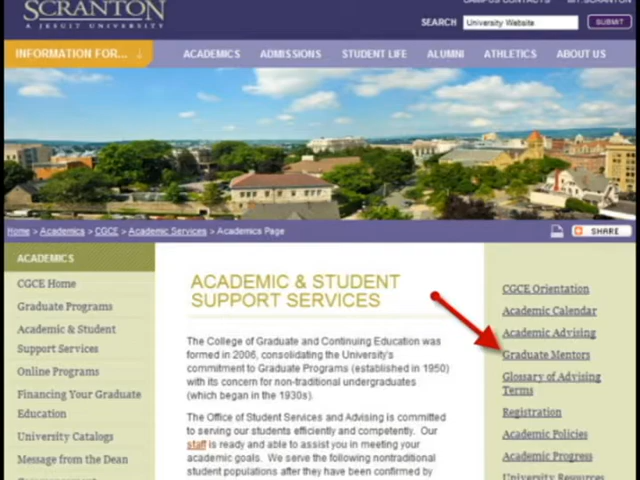 SCRANTON
A JESUIT UNIVERSITY
SEARCH University Website SUBMIT
INFORMATION FOR... ACADEMICS ADMISSIONS STUDENT LIFE ALUMNI ATHLETICS ABOUT US
Home > Academics > CGCE > Academic Services > Academics Page
SHARE
ACADEMICS
CGCE Home
Graduate Programs
Academic & Student
Support Services
Online Programs
Financing Your Graduate
Education
University Catalogs
Message from the Dean
ACADEMIC & STUDENT
SUPPORT SERVICES
The College of Graduate and Continuing Education was
formed in 2006, consolidating the University's
commitment to Graduate Programs (established in 1950)
with its concern for non-traditional undergraduates
(which began in the 1930s).
The Office of Student Services and Advising is committed
to serving our students efficiently and competently. Our
staff is ready and able to assist you in meeting your
academic goals. We serve the following nontraditional
student populations after they have been confirmed by
CGCE Orientation
Academic Calendar
Academic Advising
Graduate Mentors
Glossary of Advising
Terms
Registration
Academic Policies
Academic Progress
University Resources